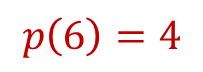 p(6) = 4